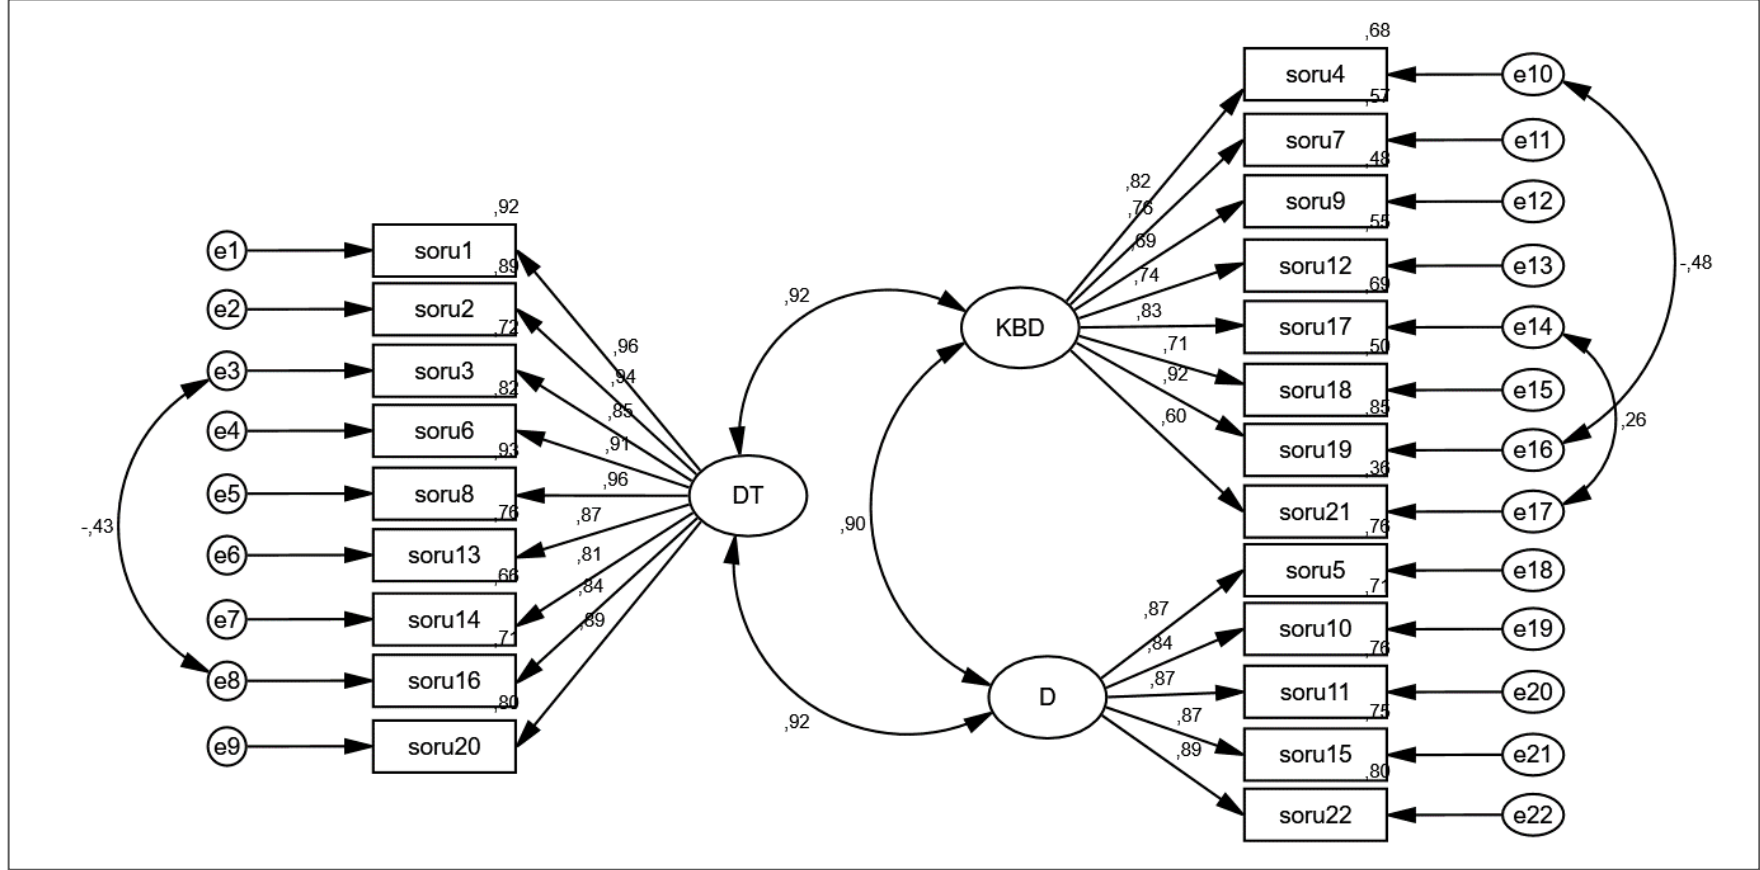 ,92
e1 soru1
,89
e2 soru2
,72
e3 soru3
,82
e4 soru6
,93
e5 soru8
,76
e6 soru13
,66
e7 soru14
,71
e8 soru16
,80
e9 soru20
-,43
,96
,94
,85
,91
,96
,87
,81
,84
,89
DT
,92
,90
,92
KBD
D
,82
,76
,69
,74
,83
,71
,92
,60
,87
,84
,87
,87
,89
,68
soru4 e10
,57
soru7 e11
,48
soru9 e12
,55
soru12 e13
,69
soru17 e14
,50
soru18 e15
,85
soru19 e16
,36
soru21 e17
,76
soru5 e18
,71
soru10 e19
,76
soru11 e20
,75
soru15 e21
,80
soru22 e22
-,48
,26